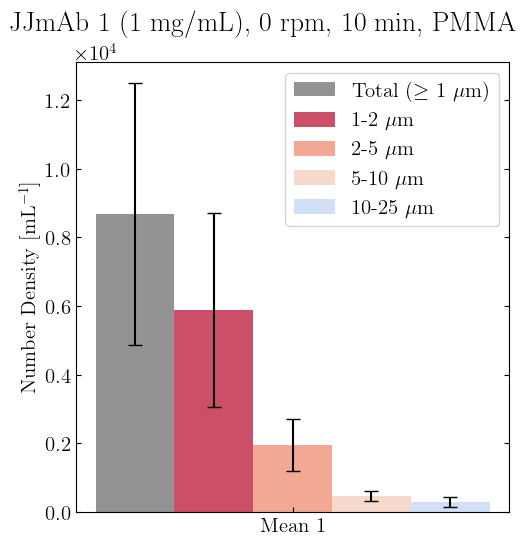 JJmAb 1 (1 mg/mL), 0 rpm, 10 min, PMMA
×10⁴
Total (≥ 1 μm)
1-2 μm
2-5 μm
5-10 μm
10-25 μm
1.2
1.0
0.8
0.6
0.4
0.2
0.0
Number Density [mL⁻¹]
Mean 1